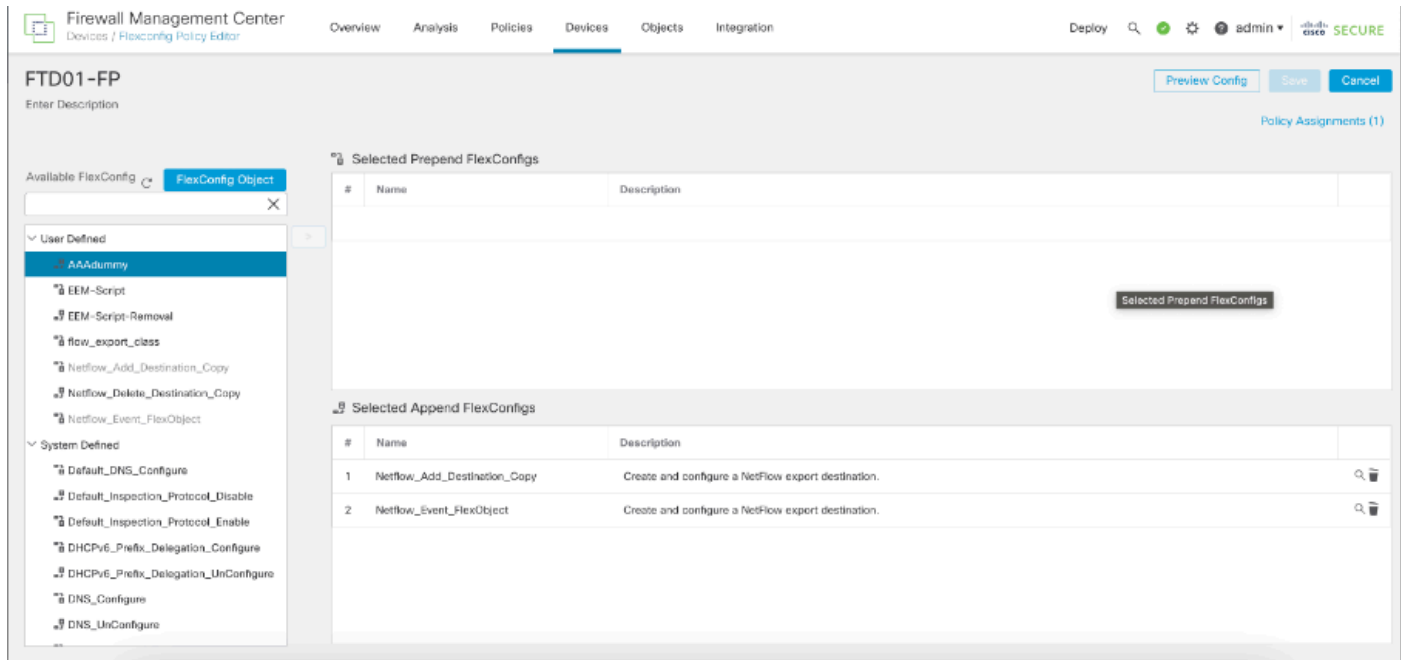 Firewall Management Center
Devices / Flexconfig Policy Editor
Overview Analysis Policies Devices Objects Integration
Deploy admin cisco SECURE
FTD01-FP
Enter Description
Preview Config Save Cancel
Policy Assignments (1)
Available FlexConfig FlexConfig Object
User Defined
AAAdummy
EEM-Script
EEM-Script-Removal
flow_export_class
Netflow_Add_Destination_Copy
Netflow_Delete_Destination_Copy
Netflow_Event_FlexObject
System Defined
Default_DNS_Configure
Default_Inspection_Protocol_Disable
Default_Inspection_Protocol_Enable
DHCPv6_Prefix_Delegation_Configure
DHCPv6_Prefix_Delegation_UnConfigure
DNS_Configure
DNS_UnConfigure
Selected Prepend FlexConfigs
# Name Description
Selected Prepend FlexConfigs
Selected Append FlexConfigs
# Name Description
1 Netflow_Add_Destination_Copy Create and configure a NetFlow export destination.
2 Netflow_Event_FlexObject Create and configure a NetFlow export destination.